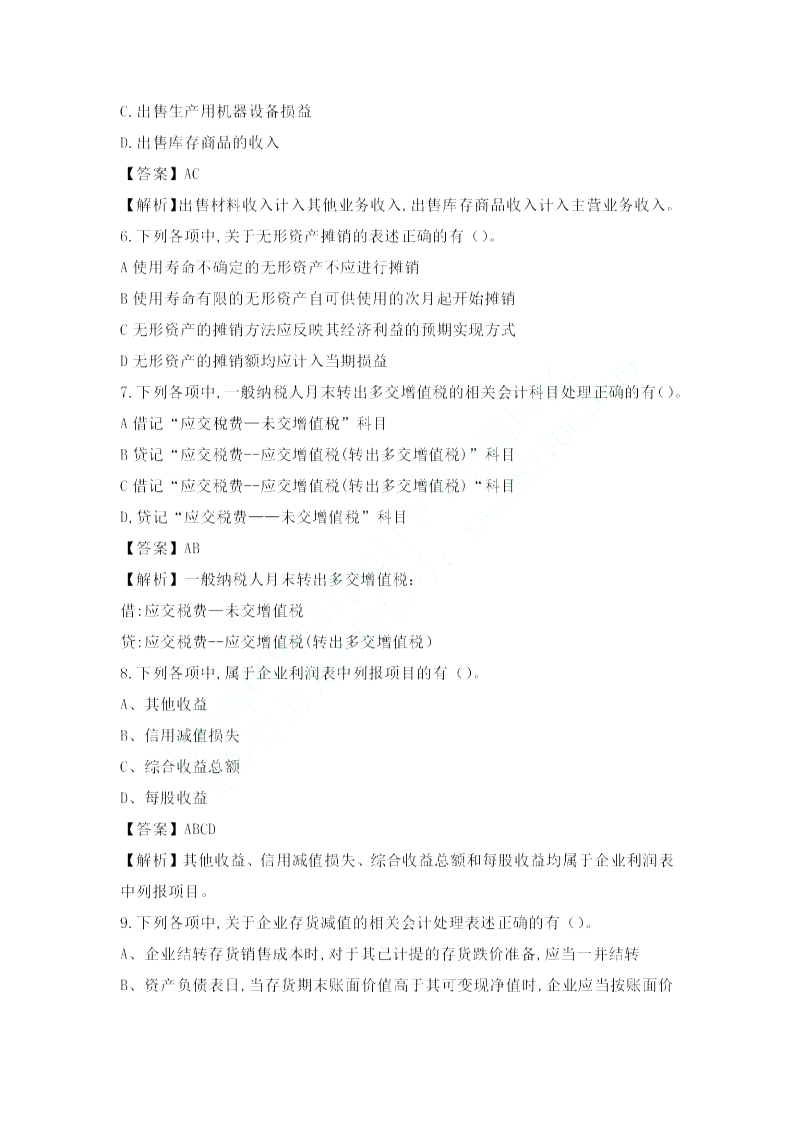 C.出售生产用机器设备损益
D.出售库存商品的收入
【答案】AC
【解析】出售材料收入计入其他业务收入,出售库存商品收入计入主营业务收入。
6.下列各项中,关于无形资产摊销的表述正确的有()。
A 使用寿命不确定的无形资产不应进行摊销
B 使用寿命有限的无形资产自可供使用的次月起开始摊销
C 无形资产的摊销方法应反映其经济利益的预期实现方式
D 无形资产的摊销额均应计入当期损益
7.下列各项中,一般纳税人月末转出多交增值税的相关会计科目处理正确的有()。
A 借记“应交税费—未交增值税”科目
B 贷记“应交税费--应交增值税(转出多交增值税)”科目
C 借记“应交税费--应交增值税(转出多交增值税)“科目
D,贷记“应交税费——未交增值税”科目
【答案】AB
【解析】一般纳税人月末转出多交增值税:
借:应交税费—未交增值税
贷:应交税费--应交增值税(转出多交增值税)
8.下列各项中,属于企业利润表中列报项目的有()。
A、其他收益
B、信用减值损失
C、综合收益总额
D、每股收益
【答案】ABCD
【解析】其他收益、信用减值损失、综合收益总额和每股收益均属于企业利润表
中列报项目。
9.下列各项中,关于企业存货减值的相关会计处理表述正确的有()。
A、企业结转存货销售成本时,对于其已计提的存货跌价准备,应当一并结转
B、资产负债表日,当存货期末账面价值高于其可变现净值时,企业应当按账面价